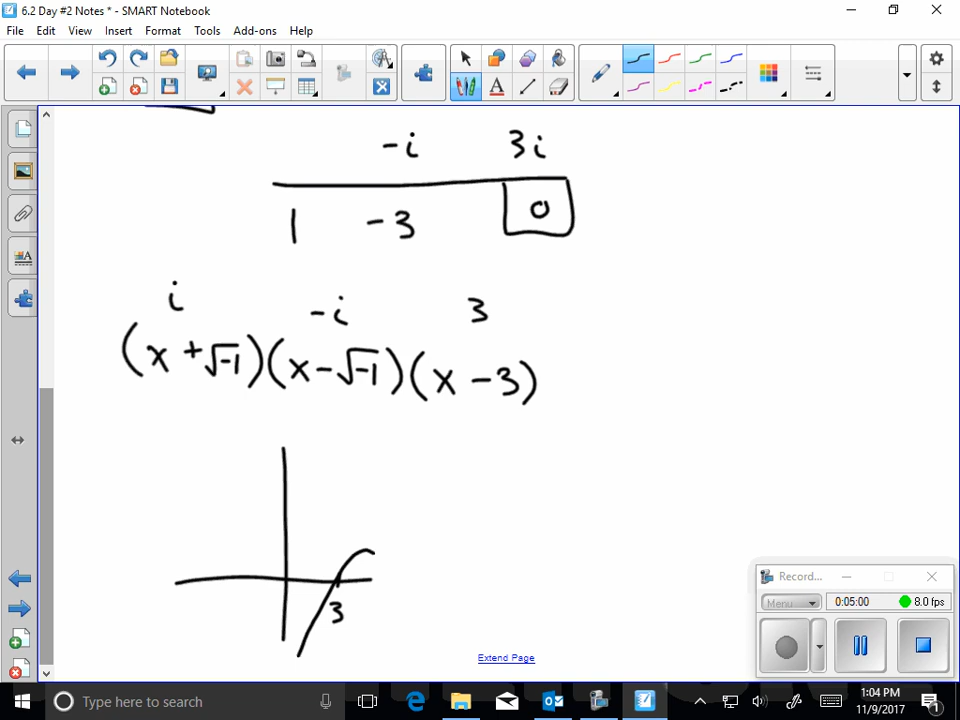 6.2 Day #2 Notes * - SMART Notebook
File Edit View Insert Format Tools Add-ons Help
-i 3i
1 -3 0
i -i 3
(x +√-1)(x-√-1)(x -3)
3
Extend Page
Record...
Menu 0:05:00 8.0 fps
Type here to search
1:04 PM
11/9/2017
1